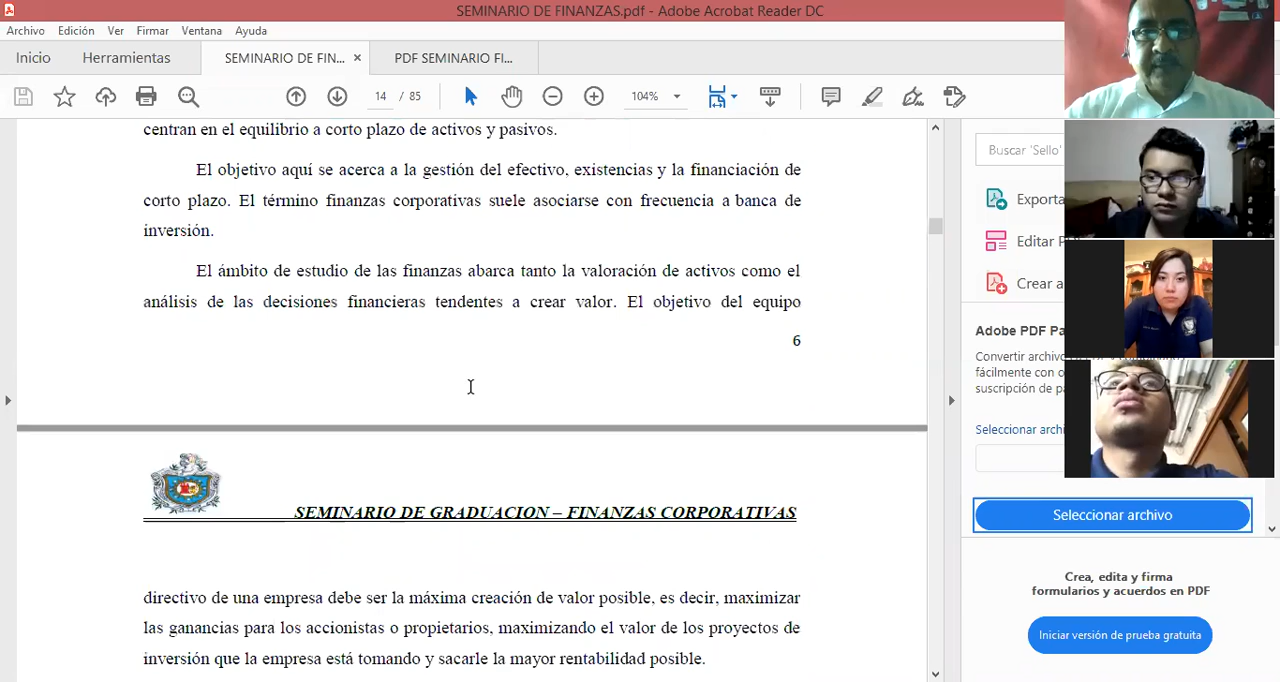 SEMINARIO DE FINANZAS.pdf - Adobe Acrobat Reader DC
Archivo Edición Ver Firmar Ventana Ayuda
Inicio Herramientas SEMINARIO DE FIN... × PDF SEMINARIO FI...
14 / 85 104%
centran en el equilibrio a corto plazo de activos y pasivos.
El objetivo aquí se acerca a la gestión del efectivo, existencias y la financiación de
corto plazo. El término finanzas corporativas suele asociarse con frecuencia a banca de
inversión.
El ámbito de estudio de las finanzas abarca tanto la valoración de activos como el
análisis de las decisiones financieras tendentes a crear valor. El objetivo del equipo
6
SEMINARIO DE GRADUACION – FINANZAS CORPORATIVAS
directivo de una empresa debe ser la máxima creación de valor posible, es decir, maximizar
las ganancias para los accionistas o propietarios, maximizando el valor de los proyectos de
inversión que la empresa está tomando y sacarle la mayor rentabilidad posible.
Buscar 'Sello'
Exporta
Editar
Crear a
Adobe PDF Pa
Convertir archivo
fácilmente con o
suscripción de pa
Seleccionar archi
Seleccionar archivo
Crea, edita y firma
formularios y acuerdos en PDF
Iniciar versión de prueba gratuita